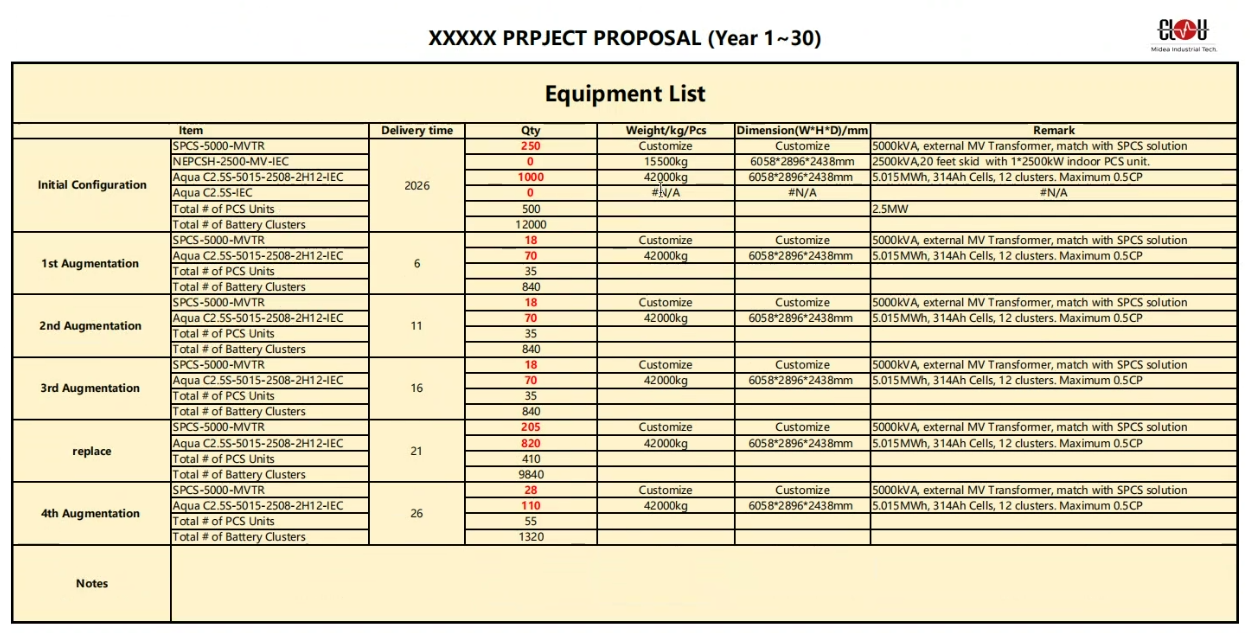 XXXXX PRPJECT PROPOSAL (Year 1~30)
CLOU
Midea Industrial Tech.
Equipment List
Item Delivery time Qty Weight/kg/Pcs Dimension(W*H*D)/mm Remark
Initial Configuration
2026
SPCS-5000-MVTR 250 Customize Customize 5000kVA, external MV Transformer, match with SPCS solution
NEPCSH-2500-MV-IEC 0 15500kg 6058*2896*2438mm 2500kVA,20 feet skid with 1*2500kW indoor PCS unit.
Aqua C2.5S-5015-2508-2H12-IEC 1000 42000kg 6058*2896*2438mm 5.015MWh, 314Ah Cells, 12 clusters. Maximum 0.5CP
Aqua C2.5S-IEC 0 #N/A #N/A #N/A
Total # of PCS Units 500 2.5MW
Total # of Battery Clusters 12000
1st Augmentation
6
SPCS-5000-MVTR 18 Customize Customize 5000kVA, external MV Transformer, match with SPCS solution
Aqua C2.5S-5015-2508-2H12-IEC 70 42000kg 6058*2896*2438mm 5.015MWh, 314Ah Cells, 12 clusters. Maximum 0.5CP
Total # of PCS Units 35
Total # of Battery Clusters 840
2nd Augmentation
11
SPCS-5000-MVTR 18 Customize Customize 5000kVA, external MV Transformer, match with SPCS solution
Aqua C2.5S-5015-2508-2H12-IEC 70 42000kg 6058*2896*2438mm 5.015MWh, 314Ah Cells, 12 clusters. Maximum 0.5CP
Total # of PCS Units 35
Total # of Battery Clusters 840
3rd Augmentation
16
SPCS-5000-MVTR 18 Customize Customize 5000kVA, external MV Transformer, match with SPCS solution
Aqua C2.5S-5015-2508-2H12-IEC 70 42000kg 6058*2896*2438mm 5.015MWh, 314Ah Cells, 12 clusters. Maximum 0.5CP
Total # of PCS Units 35
Total # of Battery Clusters 840
replace
21
SPCS-5000-MVTR 205 Customize Customize 5000kVA, external MV Transformer, match with SPCS solution
Aqua C2.5S-5015-2508-2H12-IEC 820 42000kg 6058*2896*2438mm 5.015MWh, 314Ah Cells, 12 clusters. Maximum 0.5CP
Total # of PCS Units 410
Total # of Battery Clusters 9840
4th Augmentation
26
SPCS-5000-MVTR 28 Customize Customize 5000kVA, external MV Transformer, match with SPCS solution
Aqua C2.5S-5015-2508-2H12-IEC 110 42000kg 6058*2896*2438mm 5.015MWh, 314Ah Cells, 12 clusters. Maximum 0.5CP
Total # of PCS Units 55
Total # of Battery Clusters 1320
Notes